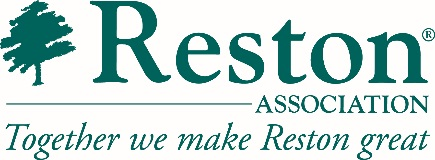 Reston®
ASSOCIATION
Together we make Reston great